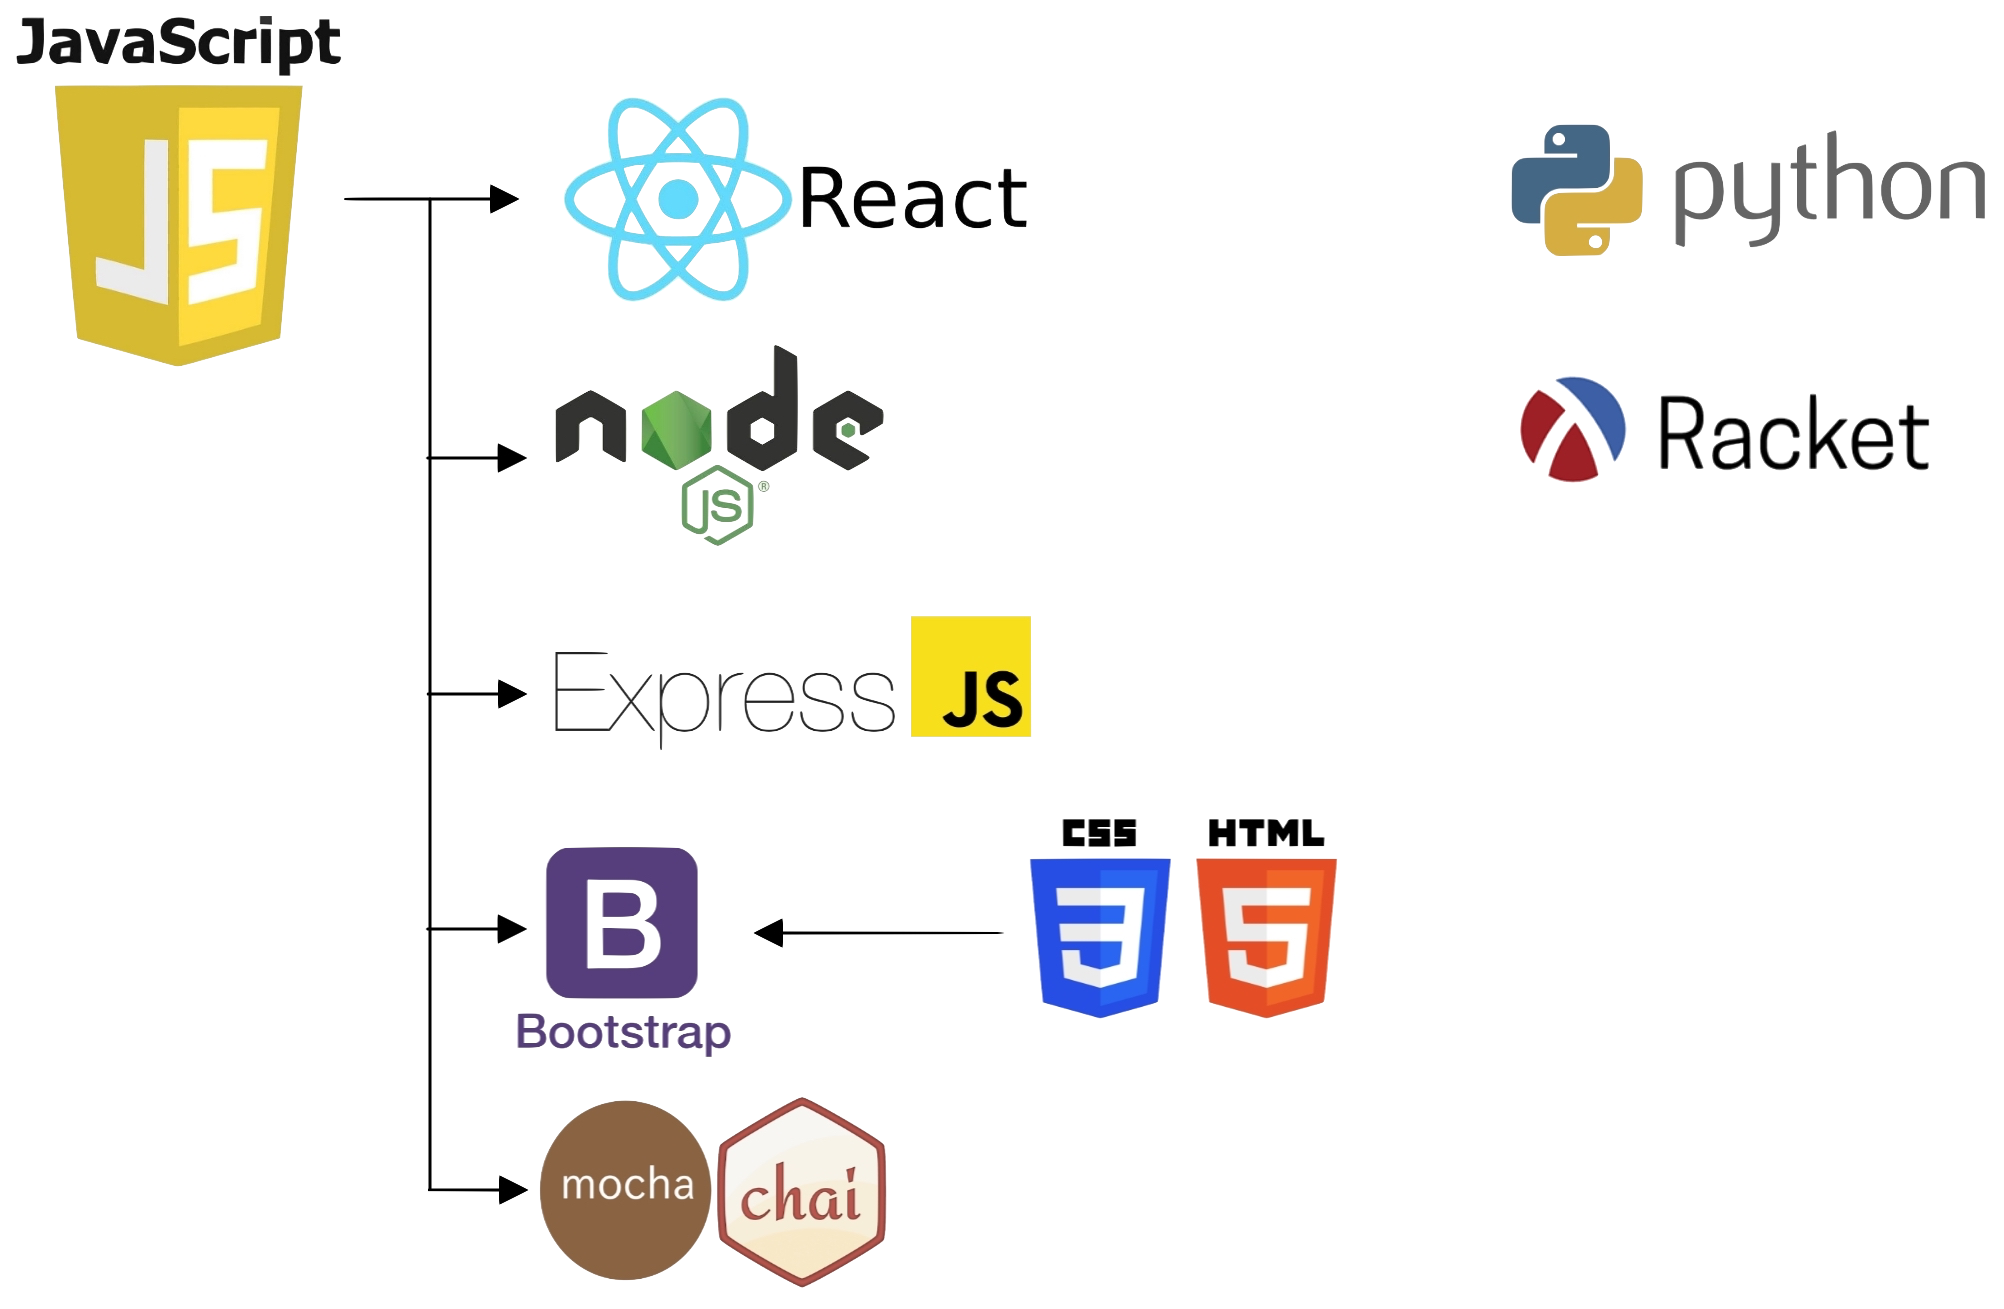 JavaScript
JS
React
python
node
JS®
Racket
Express
JS
CSS
HTML
3
5
B
Bootstrap
mocha
chai